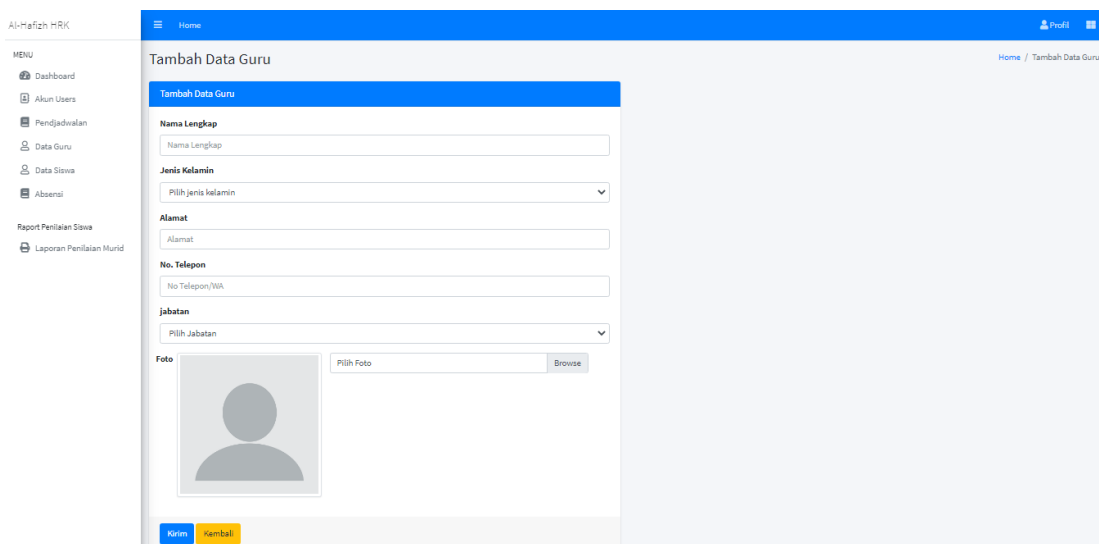 Al-Hafizh HRK
Home
Profil
MENU
Dashboard
Akun Users
Pendjadwalan
Data Guru
Data Siswa
Absensi
Raport Penilaian Siswa
Laporan Penilaian Murid
Tambah Data Guru
Home / Tambah Data Guru
Tambah Data Guru
Nama Lengkap
Nama Lengkap
Jenis Kelamin
Pilih jenis kelamin
Alamat
Alamat
No. Telepon
No Telepon/WA
jabatan
Pilih Jabatan
Foto
Pilih Foto
Browse
Kirim
Kembali